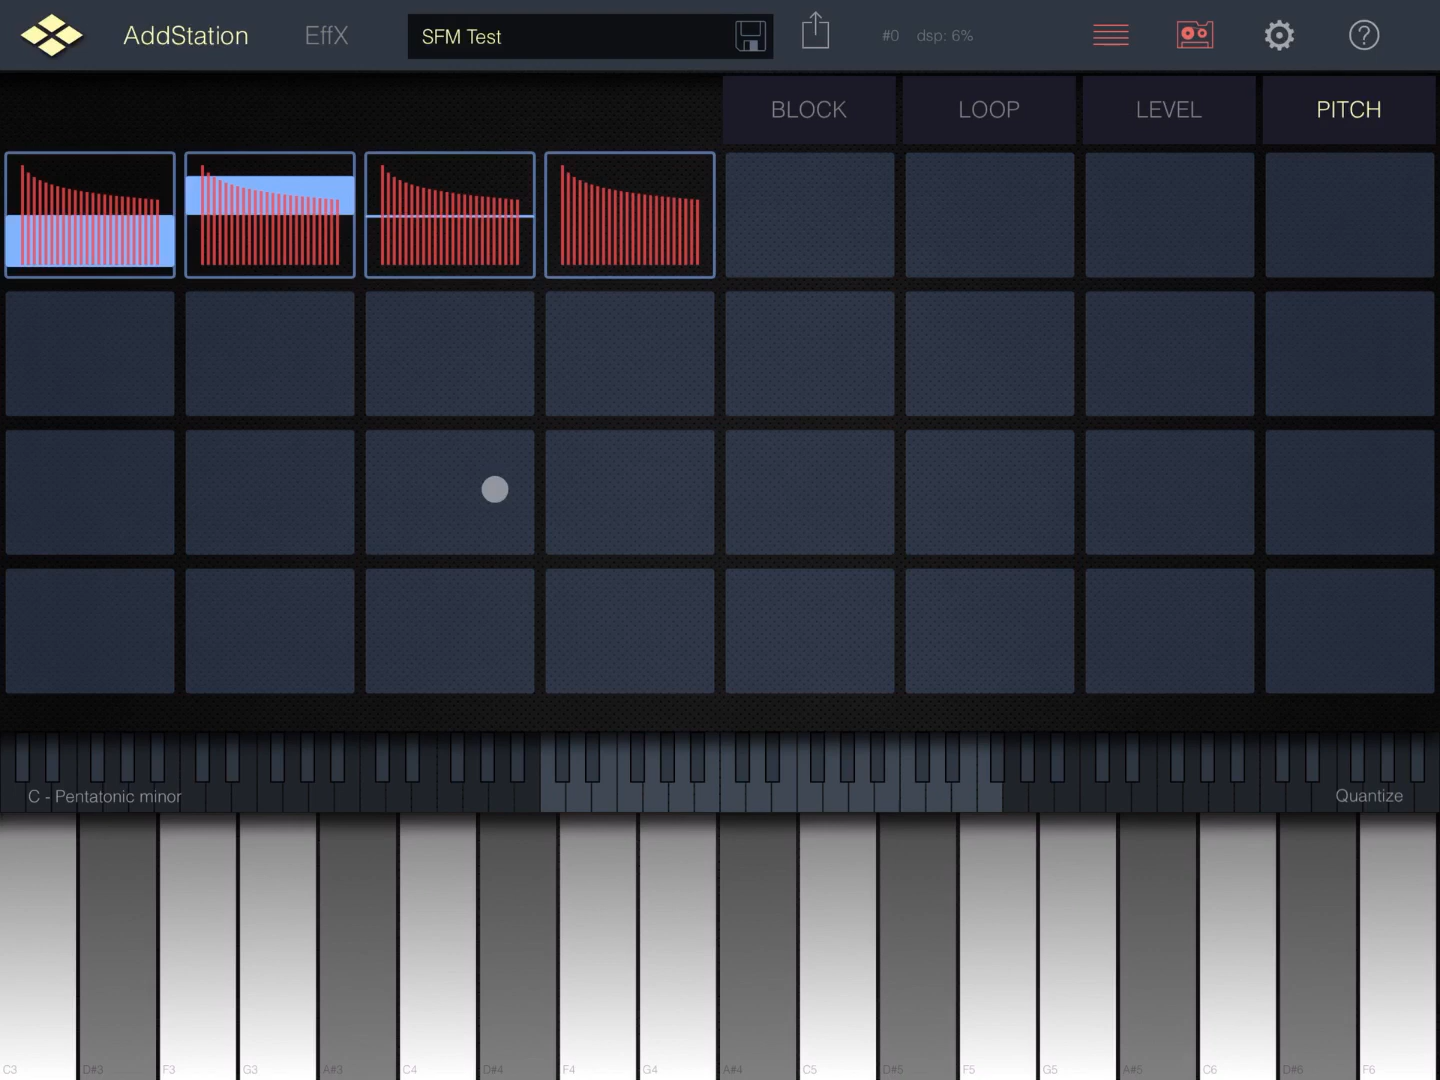 AddStation EffX SFM Test #0 dsp: 6%
BLOCK LOOP LEVEL PITCH
C - Pentatonic minor Quantize
C3 D#3 F3 G3 A#3 C4 D#4 F4 G4 A#4 C5 D#5 F5 G5 A#5 C6 D#6 F6